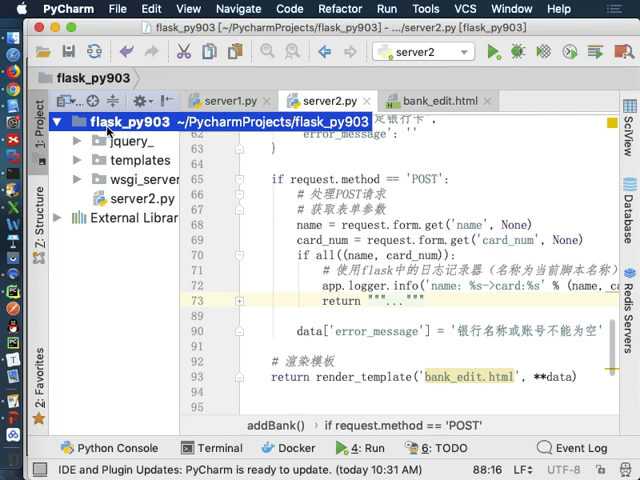 PyCharm File Edit View Navigate Code Refactor Run Tools VCS Window Help
flask_py903 [~/PycharmProjects/flask_py903] - .../server2.py [flask_py903]
server2
flask_py903
server1.py server2.py bank_edit.html
1: Project
Z: Structure
2: Favorites
flask_py903 ~/PycharmProjects/flask_py903
jquery_
templates
wsgi_server
server2.py
External Librar
62 'error_message': ''
63 }
64
65 if request.method == 'POST':
66 # 处理POST请求
67 # 获取表单参数
68 name = request.form.get('name', None)
69 card_num = request.form.get('card_num', None)
70 if all((name, card_num)):
71 # 使用flask中的日志记录器（名称为当前脚本名称）
72 app.logger.info('name: %s->card:%s' % (name, ca
73 return """..."""
89
90 data['error_message'] = '银行名称或账号不能为空'
91
92 # 渲染模板
93 return render_template('bank_edit.html', **data)
94
95
addBank() if request.method == 'POST'
SciView
Database
Redis Servers
Python Console Terminal Docker 4: Run 6: TODO Event Log
IDE and Plugin Updates: PyCharm is ready to update. (today 10:31 AM) 88:16 LF UTF-8